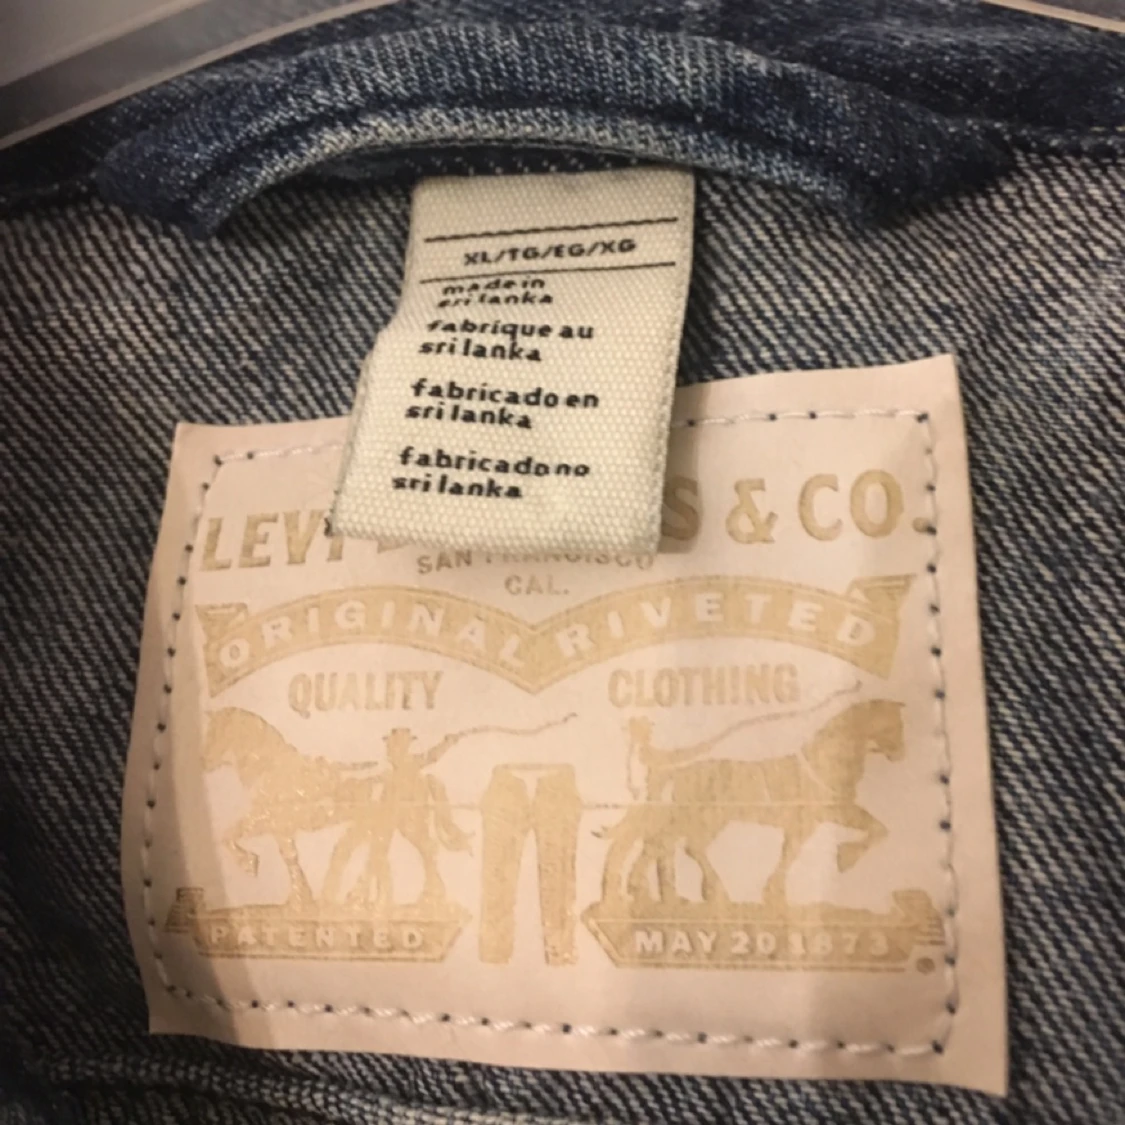 XL/TG/EG/XG
made in
sri lanka
fabrique au
sri lanka
fabricado en
sri lanka
fabricado no
sri lanka
LEVI S & CO.
SAN FRANCISCO
CAL.
ORIGINAL RIVETED
QUALITY CLOTHING
PATENTED MAY 20 1873
®